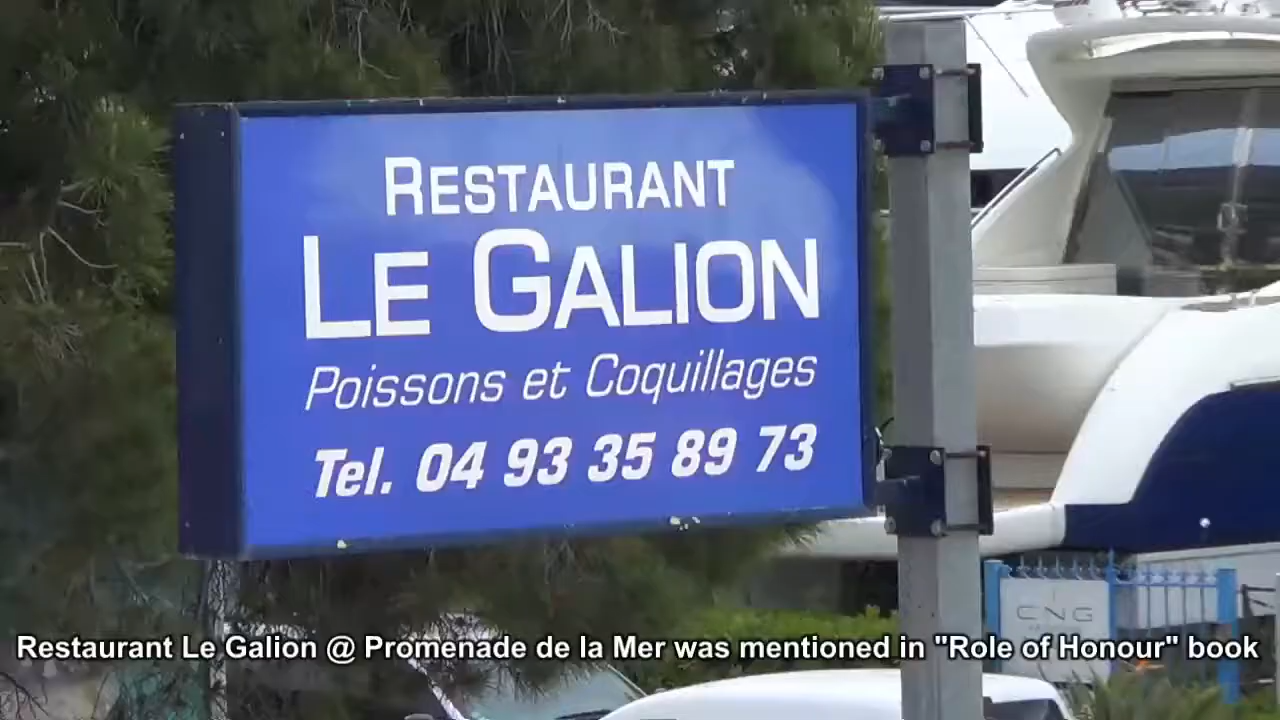 RESTAURANT
LE GALION
Poissons et Coquillages
Tel. 04 93 35 89 73
CNG
Restaurant Le Galion @ Promenade de la Mer was mentioned in "Role of Honour" book